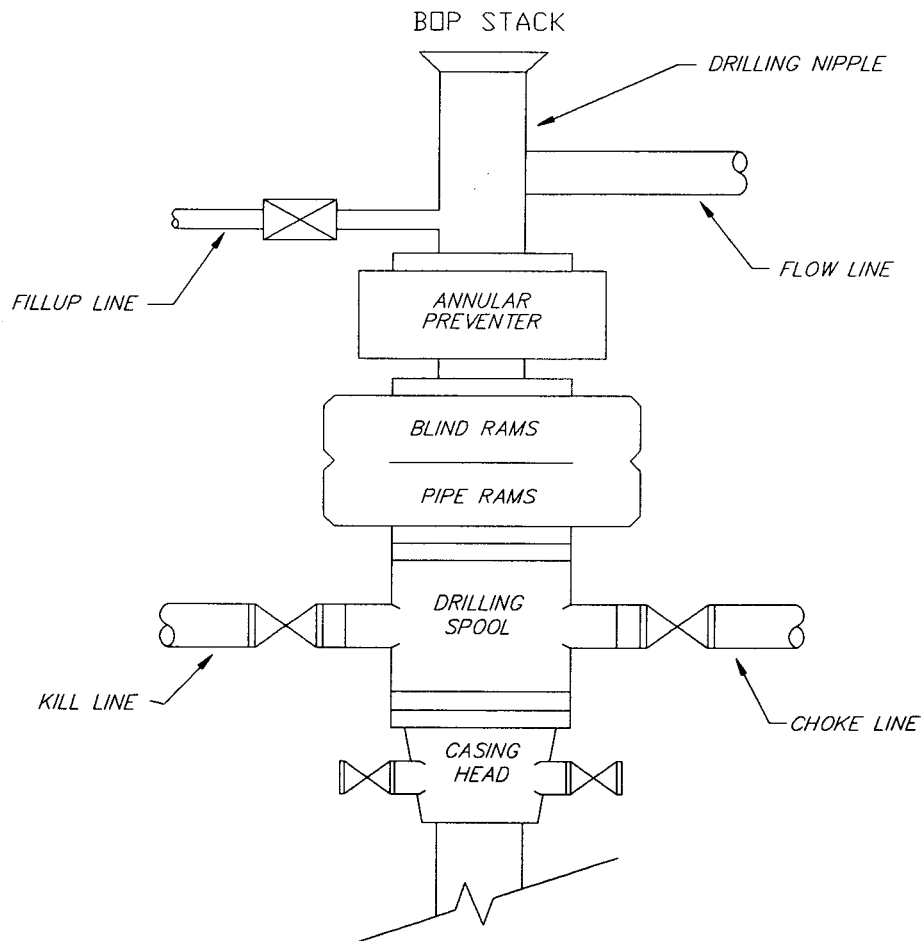 BOP STACK
DRILLING NIPPLE
FLOW LINE
FILLUP LINE
ANNULAR
PREVENTER
BLIND RAMS
PIPE RAMS
DRILLING
SPOOL
KILL LINE
CHOKE LINE
CASING
HEAD